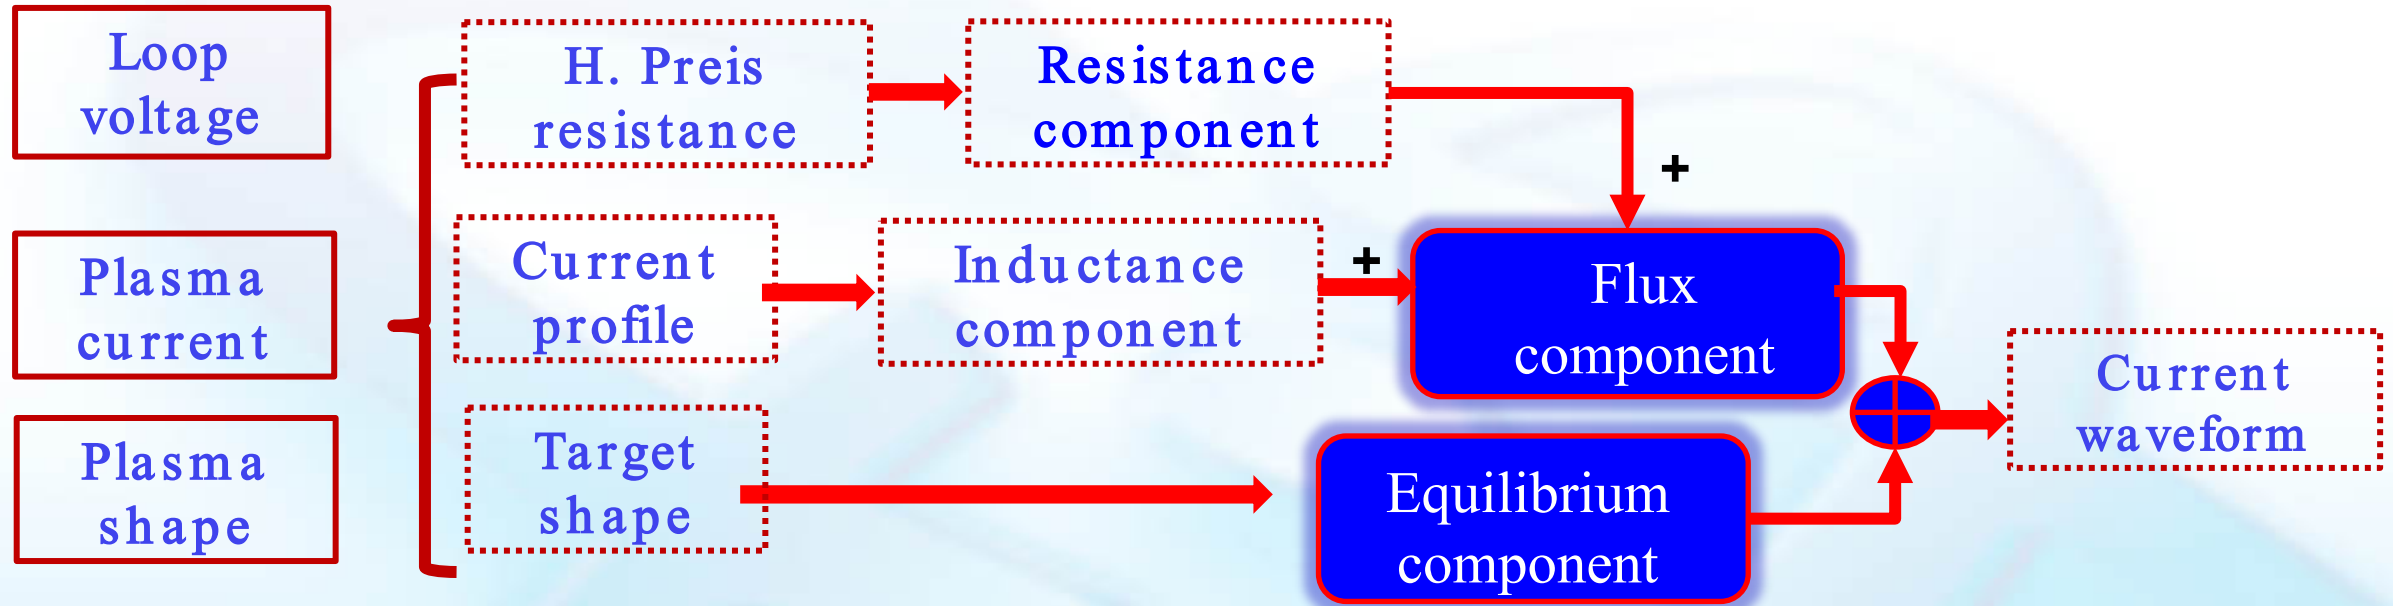 Loop
voltage
Plasma
current
Plasma
shape
H. Preis
resistance
Resistance
component
+
Current
profile
Inductance
component
+
Flux
component
Target
shape
Equilibrium
component
Current
waveform